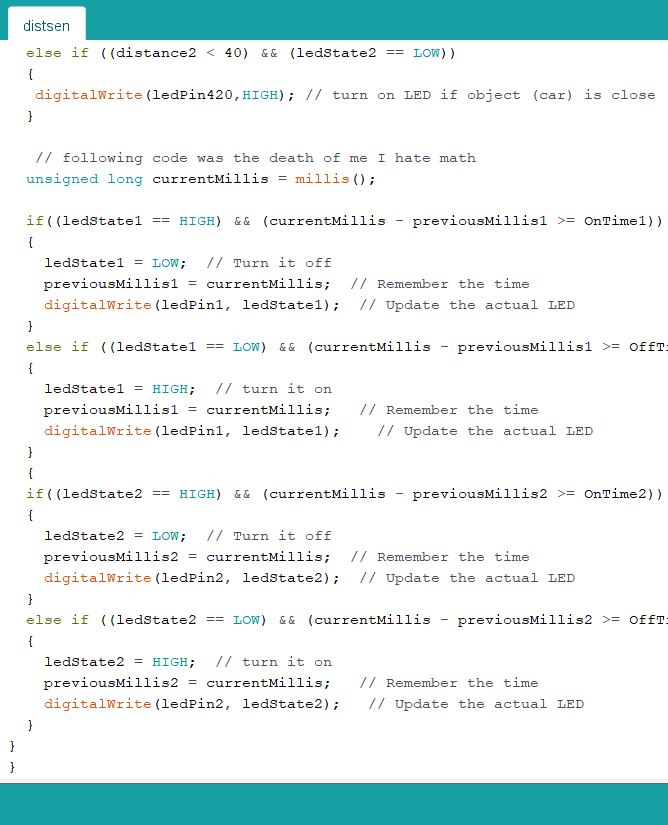 distsen
else if ((distance2 < 40) && (ledState2 == LOW))
{
digitalWrite(ledPin420,HIGH); // turn on LED if object (car) is close
}
// following code was the death of me I hate math
unsigned long currentMillis = millis();
if((ledState1 == HIGH) && (currentMillis - previousMillis1 >= OnTime1))
{
ledState1 = LOW;  // Turn it off
previousMillis1 = currentMillis;  // Remember the time
digitalWrite(ledPin1, ledState1);  // Update the actual LED
}
else if ((ledState1 == LOW) && (currentMillis - previousMillis1 >= OffT
{
ledState1 = HIGH;  // turn it on
previousMillis1 = currentMillis;   // Remember the time
digitalWrite(ledPin1, ledState1);    // Update the actual LED
}
{
if((ledState2 == HIGH) && (currentMillis - previousMillis2 >= OnTime2))
{
ledState2 = LOW;  // Turn it off
previousMillis2 = currentMillis;  // Remember the time
digitalWrite(ledPin2, ledState2);  // Update the actual LED
}
else if ((ledState2 == LOW) && (currentMillis - previousMillis2 >= OffT
{
ledState2 = HIGH;  // turn it on
previousMillis2 = currentMillis;   // Remember the time
digitalWrite(ledPin2, ledState2);   // Update the actual LED
}
}
}